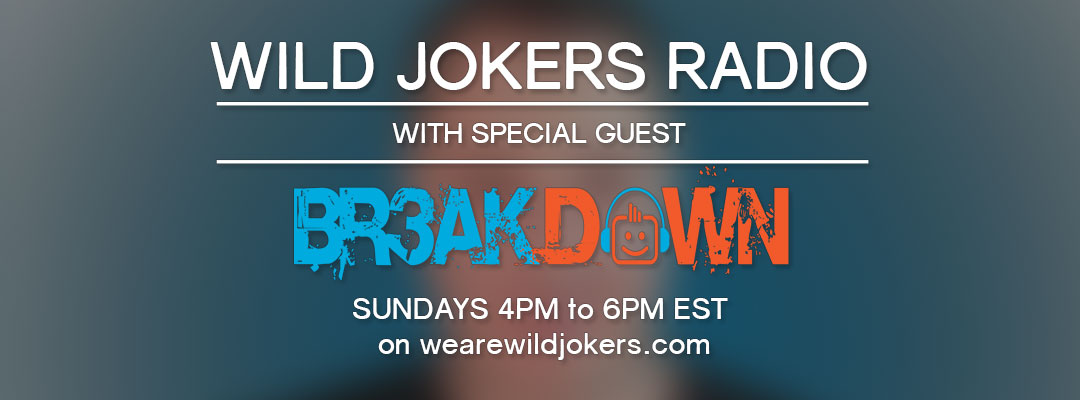 WILD JOKERS RADIO
WITH SPECIAL GUEST
BR3AKDOWN
SUNDAYS 4PM to 6PM EST
on wearewildjokers.com